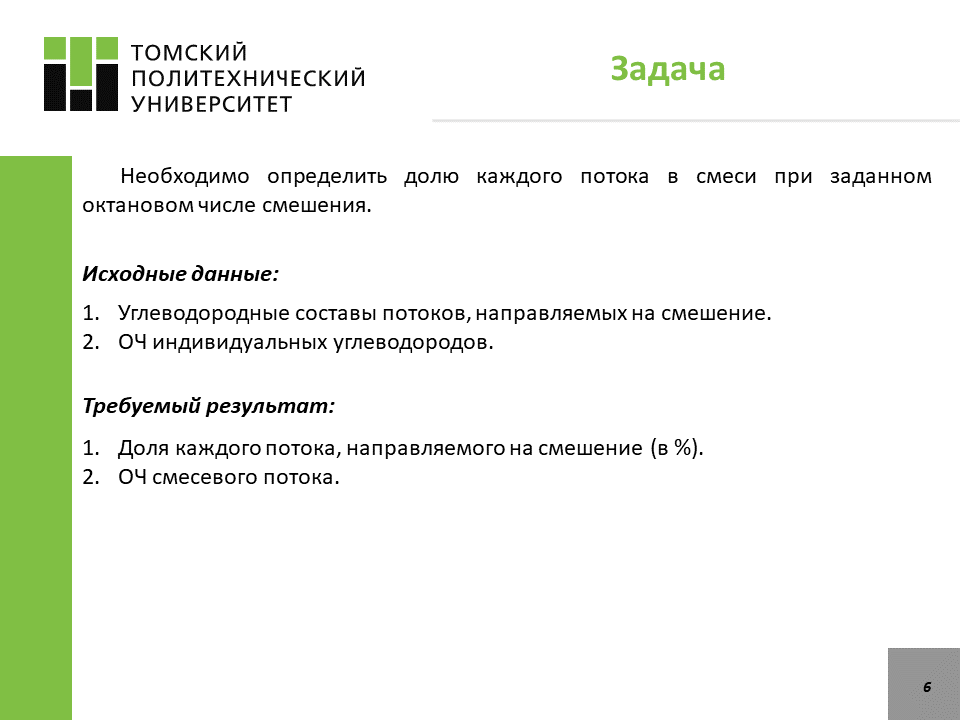 ТОМСКИЙ
ПОЛИТЕХНИЧЕСКИЙ
УНИВЕРСИТЕТ
Задача
Необходимо определить долю каждого потока в смеси при заданном
октановом числе смешения.
Исходные данные:
1. Углеводородные составы потоков, направляемых на смешение.
2. ОЧ индивидуальных углеводородов.
Требуемый результат:
1. Доля каждого потока, направляемого на смешение (в %).
2. ОЧ смесевого потока.
6